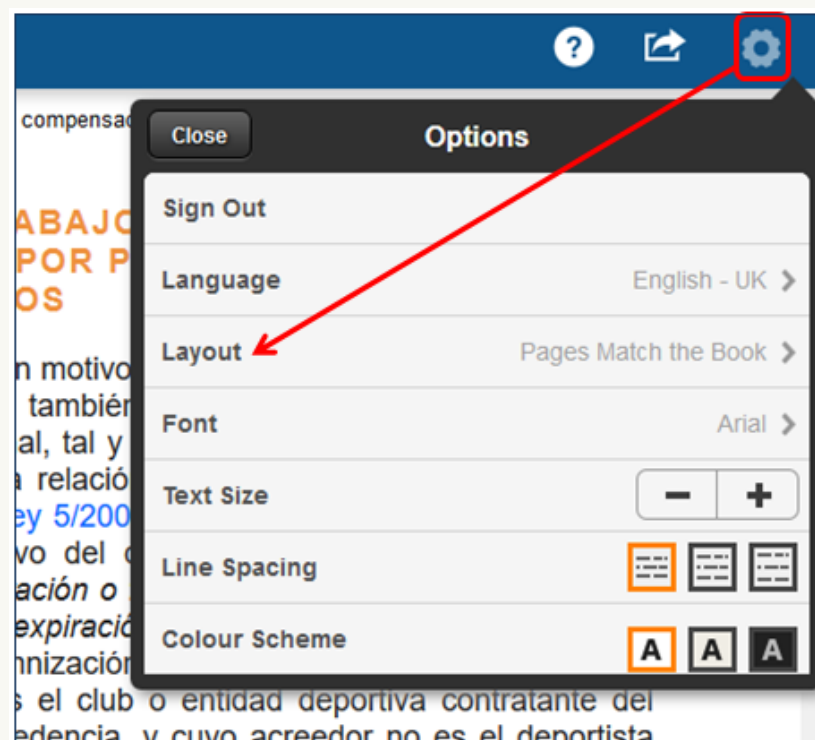 ?
compensac
Close
Options
Sign Out
Language English - UK
Layout Pages Match the Book
Font Arial
Text Size - +
Line Spacing
Colour Scheme A A A
ABAJO
POR P
OS
n motivo
también
al, tal y
a relació
ey 5/200
vo del
ación o
expiració
nnización
s el club o entidad deportiva contratante del
edencia, y cuyo acreedor no es el deportista